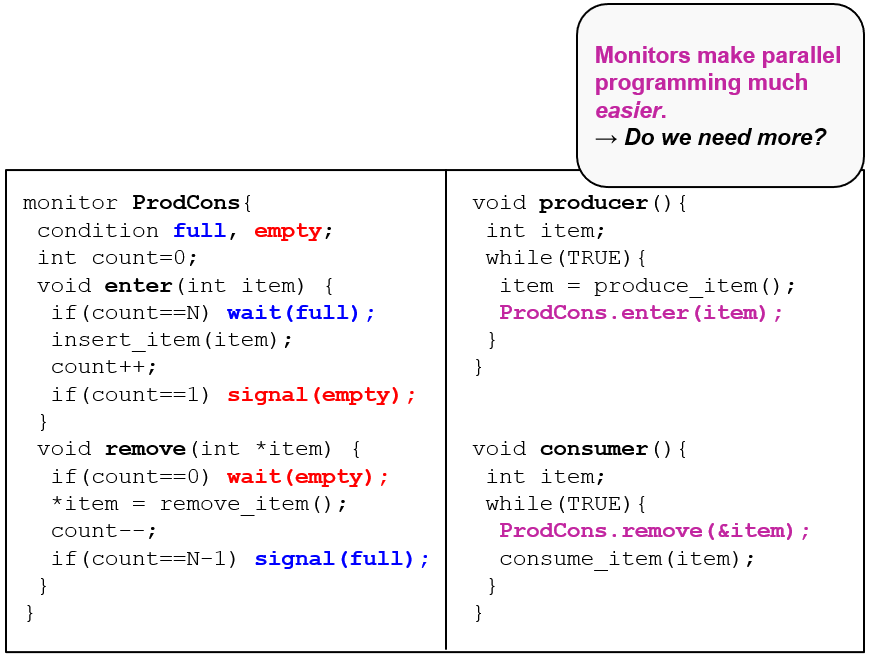 Monitors make parallel
programming much
easier.
→ Do we need more?
monitor ProdCons{
condition full, empty;
int count=0;
void enter(int item) {
if(count==N) wait(full);
insert_item(item);
count++;
if(count==1) signal(empty);
}
void remove(int *item) {
if(count==0) wait(empty);
*item = remove_item();
count--;
if(count==N-1) signal(full);
}
}
void producer(){
int item;
while(TRUE){
item = produce_item();
ProdCons.enter(item);
}
}
void consumer(){
int item;
while(TRUE){
ProdCons.remove(&item);
consume_item(item);
}
}